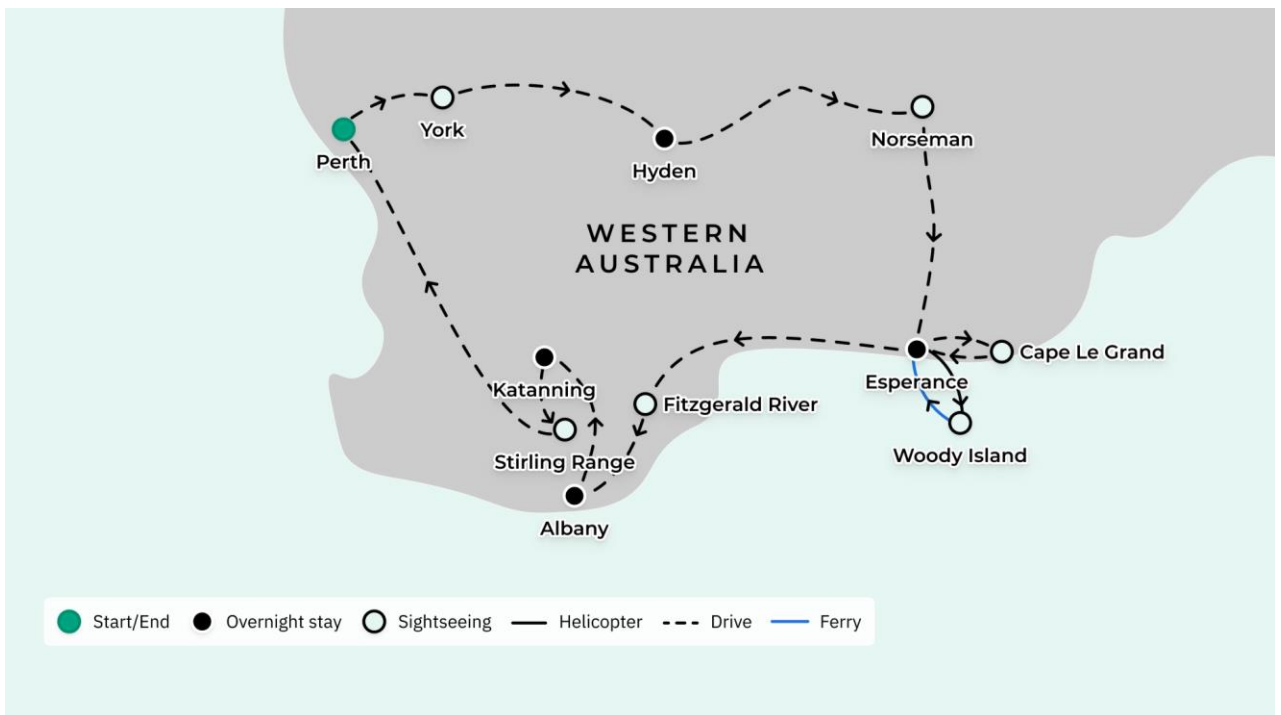 York
Perth
Hyden
Norseman
WESTERN
AUSTRALIA
Cape Le Grand
Esperance
Katanning
Fitzgerald River
Woody Island
Stirling Range
Albany
Start/End
Overnight stay
Sightseeing
Helicopter
Drive
Ferry